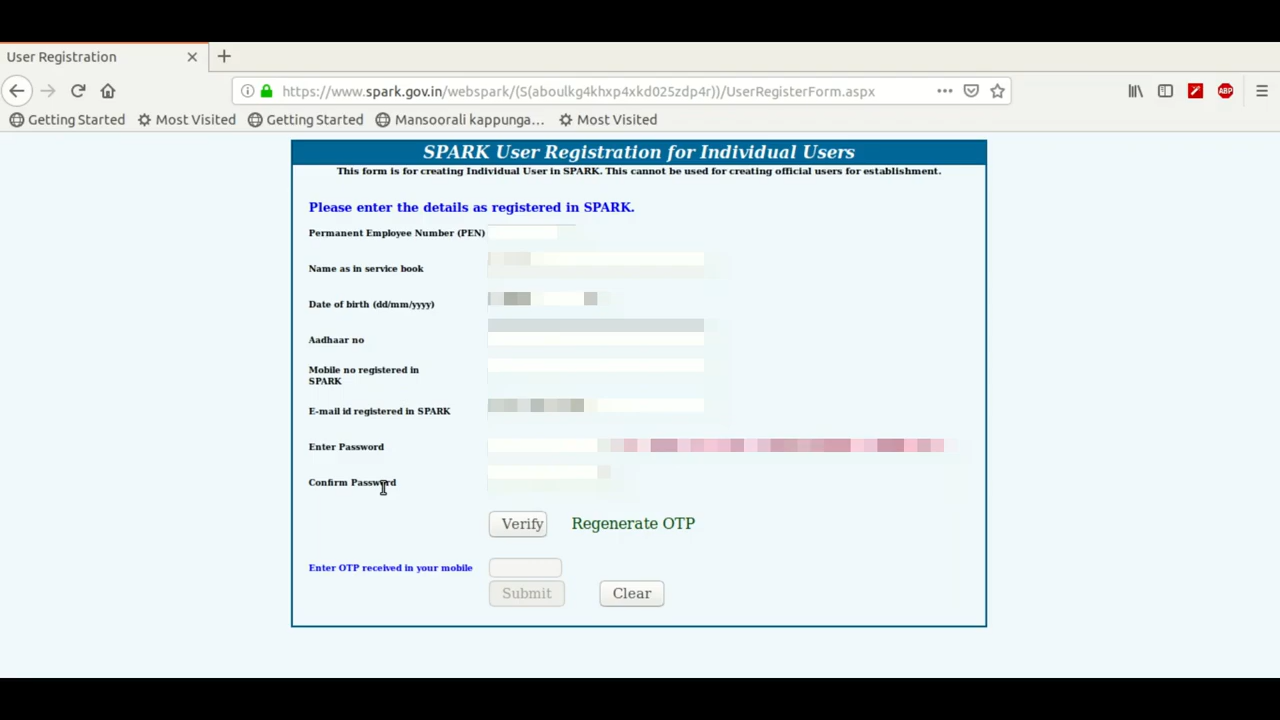 User Registration
https://www.spark.gov.in/webspark/(S(aboulkg4khxp4xkd025zdp4r))/UserRegisterForm.aspx
ABP
Getting Started Most Visited Getting Started Mansoorali kappunga... Most Visited
SPARK User Registration for Individual Users
This form is for creating Individual User in SPARK. This cannot be used for creating official users for establishment.
Please enter the details as registered in SPARK.
Permanent Employee Number (PEN)
Name as in service book
Date of birth (dd/mm/yyyy)
Aadhaar no
Mobile no registered in
SPARK
E-mail id registered in SPARK
Enter Password
Confirm Password
Verify Regenerate OTP
Enter OTP received in your mobile
Submit Clear